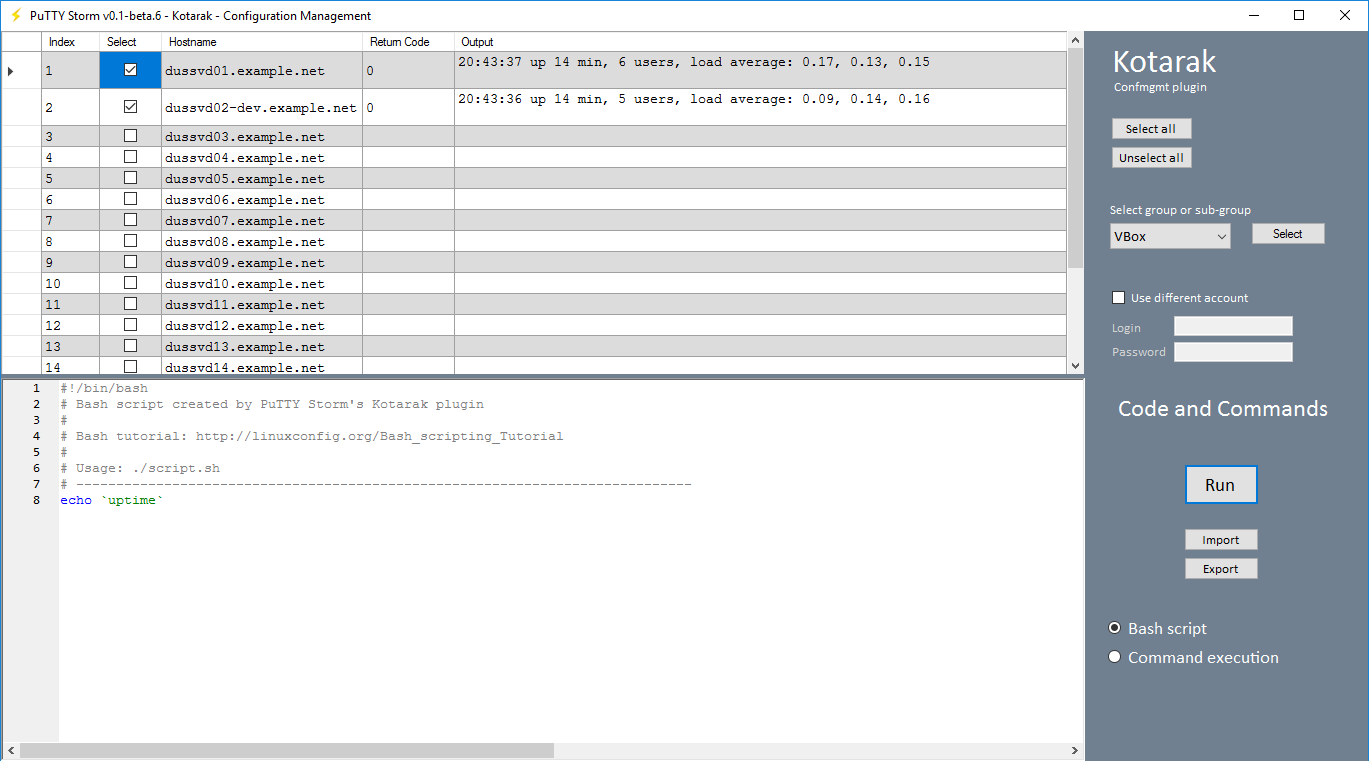 PuTTY Storm v0.1-beta.6 - Kotarak - Configuration Management
Index Select Hostname Return Code Output
1 dussvd01.example.net 0 20:43:37 up 14 min, 6 users, load average: 0.17, 0.13, 0.15
2 dussvd02-dev.example.net 0 20:43:36 up 14 min, 5 users, load average: 0.09, 0.14, 0.16
3 dussvd03.example.net
4 dussvd04.example.net
5 dussvd05.example.net
6 dussvd06.example.net
7 dussvd07.example.net
8 dussvd08.example.net
9 dussvd09.example.net
10 dussvd10.example.net
11 dussvd11.example.net
12 dussvd12.example.net
13 dussvd13.example.net
14 dussvd14.example.net
1 #!/bin/bash
2 # Bash script created by PuTTY Storm's Kotarak plugin
3 #
4 # Bash tutorial: http://linuxconfig.org/Bash_scripting_Tutorial
5 #
6 # Usage: ./script.sh
7 # -------------------------------------------------------------------------------
8 echo `uptime`
Kotarak
Confmgmt plugin
Select all
Unselect all
Select group or sub-group
VBox Select
Use different account
Login
Password
Code and Commands
Run
Import
Export
Bash script
Command execution